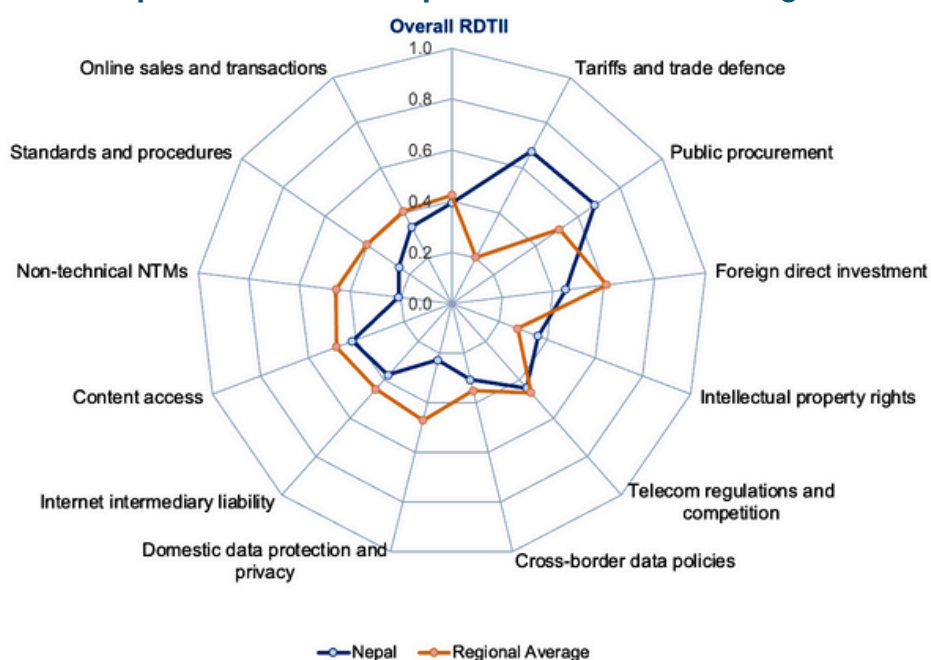 Overall RDTII
1.0
Online sales and transactions
Tariffs and trade defence
0.8
Standards and procedures
Public procurement
0.6
0.4
Non-technical NTMs
Foreign direct investment
0.2
0.0
Content access
Intellectual property rights
Internet intermediary liability
Telecom regulations and
competition
Domestic data protection and
privacy
Cross-border data policies
Nepal
Regional Average